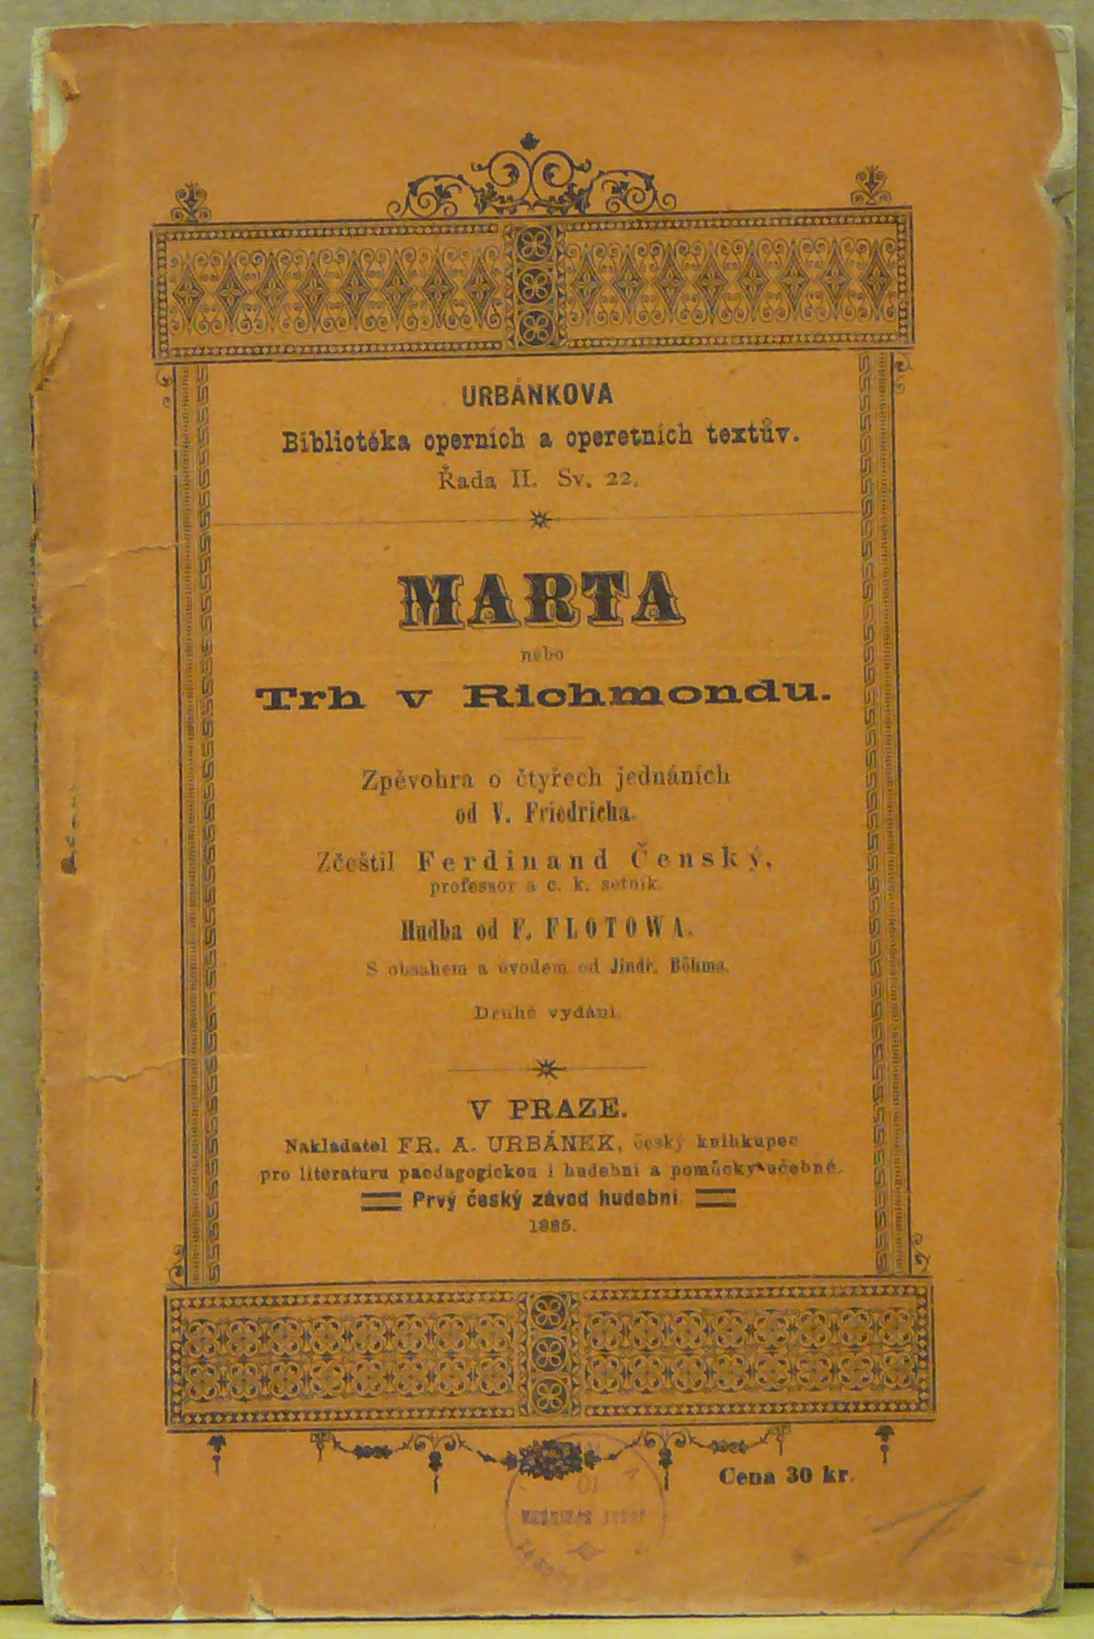 URBÁNKOVA
Bibliotéka operních a operetních textův.
Řada II. Sv. 22.
MARTA
nebo
Trh v Richmondu.
Zpěvohra o čtyřech jednáních
od V. Friedricha.
Zčeštil Ferdinand Čenský,
professor a c. k. setník.
Hudba od F. FLOTOWA.
S obsahem a úvodem od Jindř. Böhma.
Druhé vydání.
V PRAZE.
Nakladatel FR. A. URBÁNEK, český knihkupec
pro literaturu paedagogickou i hudební a pomůcky učebné.
Prvý český závod hudební
1885.
Cena 30 kr.